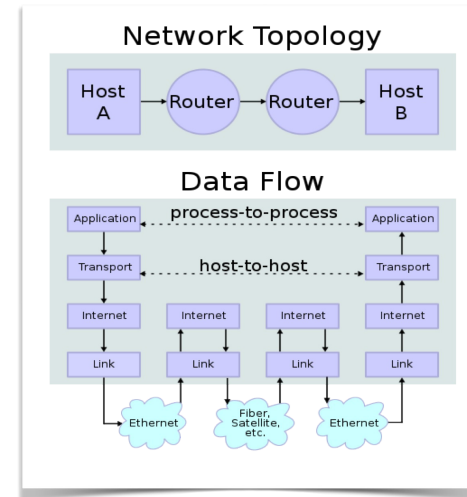 Network Topology
Host
A
Router
Router
Host
B
Data Flow
Application
process-to-process
Application
Transport
host-to-host
Transport
Internet
Internet
Internet
Internet
Link
Link
Link
Link
Ethernet
Fiber,
Satellite,
etc.
Ethernet